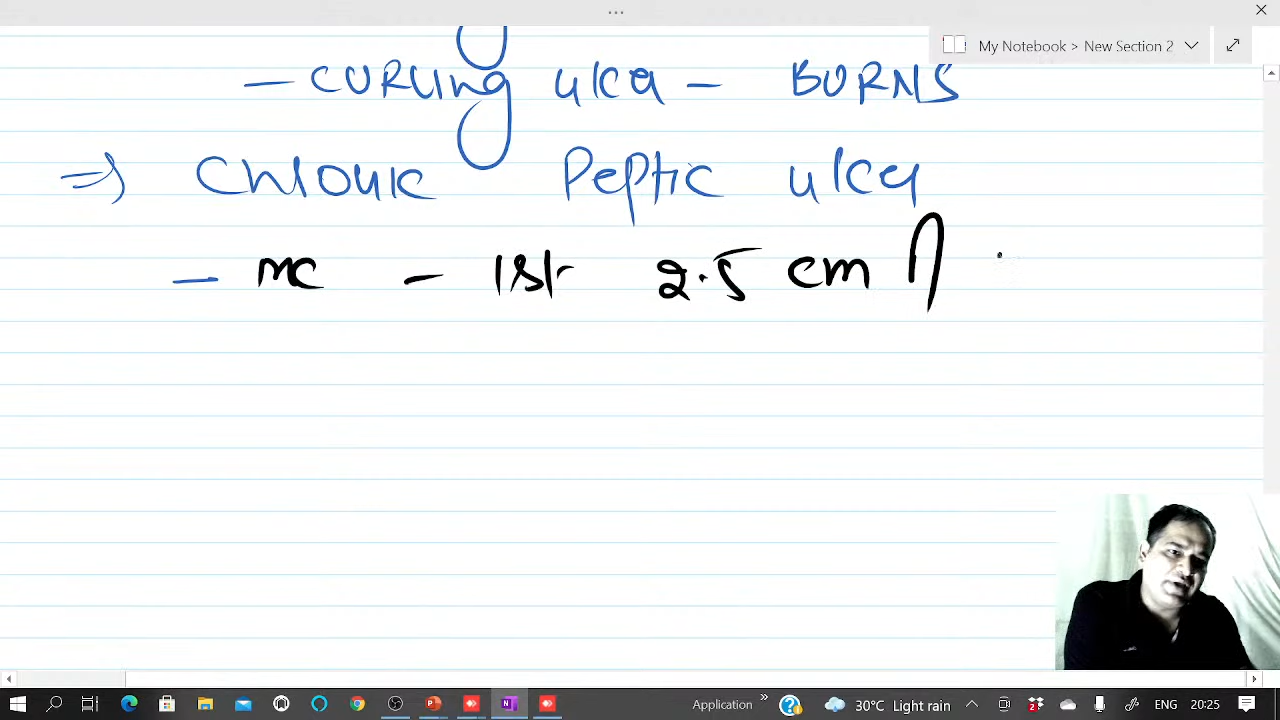 ...
My Notebook > New Section 2
– CURLING ulcer – BURNS
⇒ Chronic Peptic ulcer
– mc – 1st 2.5 cm
Application » 30°C Light rain ENG 20:25